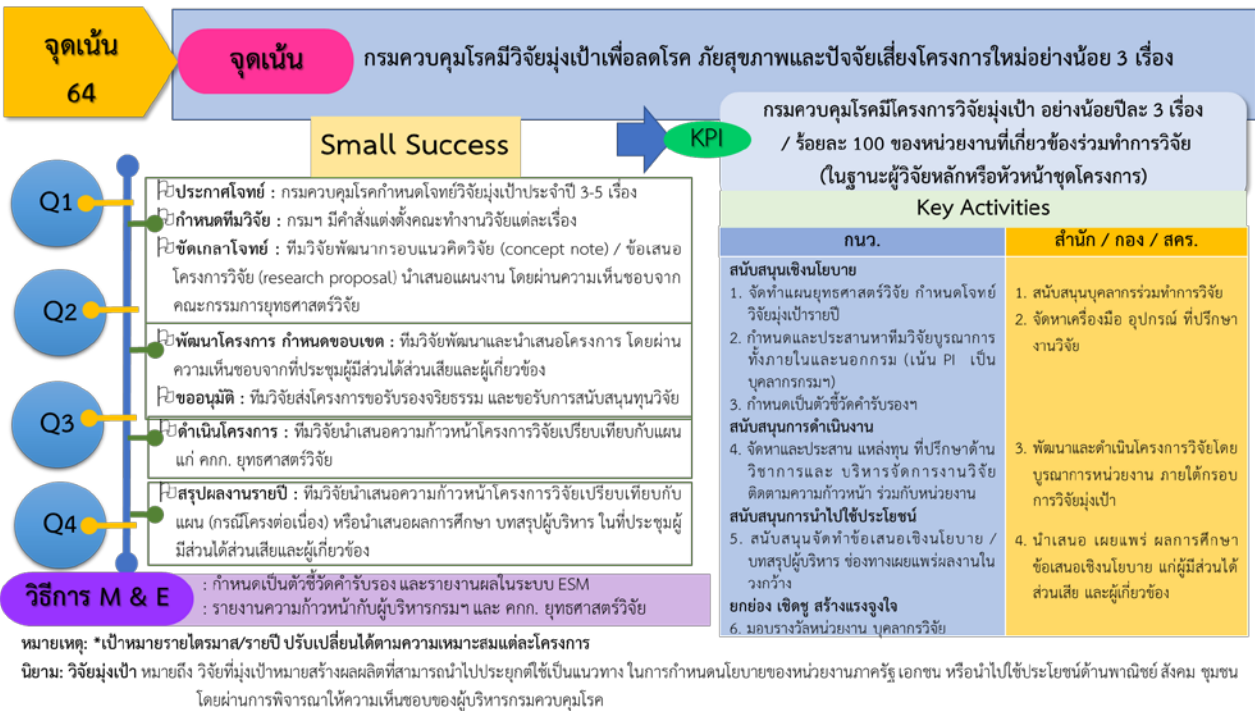 จุดเน้น
64
จุดเน้น
กรมควบคุมโรคมีวิจัยมุ่งเป้าเพื่อลดโรค ภัยสุขภาพและปัจจัยเสี่ยงโครงการใหม่อย่างน้อย 3 เรื่อง
Small Success
KPI
กรมควบคุมโรคมีโครงการวิจัยมุ่งเป้า อย่างน้อยปีละ 3 เรื่อง
/ ร้อยละ 100 ของหน่วยงานที่เกี่ยวข้องร่วมทำการวิจัย
(ในฐานะผู้วิจัยหลักหรือหัวหน้าชุดโครงการ)
Q1
ประกาศโจทย์ : กรมควบคุมโรคกำหนดโจทย์วิจัยมุ่งเป้าประจำปี 3-5 เรื่อง
กำหนดทีมวิจัย : กรมฯ มีคำสั่งแต่งตั้งคณะทำงานวิจัยแต่ละเรื่อง
ขัดเกลาโจทย์ : ทีมวิจัยพัฒนากรอบแนวคิดวิจัย (concept note) / ข้อเสนอ
โครงการวิจัย (research proposal) นำเสนอแผนงาน โดยผ่านความเห็นชอบจาก
คณะกรรมการยุทธศาสตร์วิจัย
Q2
พัฒนาโครงการ กำหนดขอบเขต : ทีมวิจัยพัฒนาและนำเสนอโครงการ โดยผ่าน
ความเห็นชอบจากที่ประชุมผู้มีส่วนได้ส่วนเสียและผู้เกี่ยวข้อง
ขออนุมัติ : ทีมวิจัยส่งโครงการขอรับรองจริยธรรม และขอรับการสนับสนุนทุนวิจัย
Q3
ดำเนินโครงการ : ทีมวิจัยนำเสนอความก้าวหน้าโครงการวิจัยเปรียบเทียบกับแผน
แก่ คกก. ยุทธศาสตร์วิจัย
Q4
สรุปผลงานรายปี : ทีมวิจัยนำเสนอความก้าวหน้าโครงการวิจัยเปรียบเทียบกับ
แผน (กรณีโครงต่อเนื่อง) หรือนำเสนอผลการศึกษา บทสรุปผู้บริหาร ในที่ประชุมผู้
มีส่วนได้ส่วนเสียและผู้เกี่ยวข้อง
Key Activities
กนว.
สนับสนุนเชิงนโยบาย
1. จัดทำแผนยุทธศาสตร์วิจัย กำหนดโจทย์
วิจัยมุ่งเป้ารายปี
2. กำหนดและประสานหาทีมวิจัยบูรณาการ
ทั้งภายในและนอกกรม (เน้น PI เป็น
บุคลากรกรมฯ)
3. กำหนดเป็นตัวชี้วัดคำรับรองฯ
สนับสนุนการดำเนินงาน
4. จัดหาและประสาน แหล่งทุน ที่ปรึกษาด้าน
วิชาการและ บริหารจัดการงานวิจัย
ติดตามความก้าวหน้า ร่วมกับหน่วยงาน
สนับสนุนการนำไปใช้ประโยชน์
5. สนับสนุนจัดทำข้อเสนอเชิงนโยบาย /
บทสรุปผู้บริหาร ช่องทางเผยแพร่ผลงานใน
วงกว้าง
ยกย่อง เชิดชู สร้างแรงจูงใจ
6. มอบรางวัลหน่วยงาน บุคลากรวิจัย
สำนัก / กอง / สคร.
1. สนับสนุนบุคลากรร่วมทำการวิจัย
2. จัดหาเครื่องมือ อุปกรณ์ ที่ปรึกษา
งานวิจัย
3. พัฒนาและดำเนินโครงการวิจัยโดย
บูรณาการหน่วยงาน ภายใต้กรอบ
การวิจัยมุ่งเป้า
4. นำเสนอ เผยแพร่ ผลการศึกษา
ข้อเสนอเชิงนโยบาย แก่ผู้มีส่วนได้
ส่วนเสีย และผู้เกี่ยวข้อง
วิธีการ M & E
: กำหนดเป็นตัวชี้วัดคำรับรอง และรายงานผลในระบบ ESM
: รายงานความก้าวหน้ากับผู้บริหารกรมฯ และ คกก. ยุทธศาสตร์วิจัย
หมายเหตุ: *เป้าหมายรายไตรมาส/รายปี ปรับเปลี่ยนได้ตามความเหมาะสมแต่ละโครงการ
นิยาม: วิจัยมุ่งเป้า หมายถึง วิจัยที่มุ่งเป้าหมายสร้างผลผลิตที่สามารถนำไปประยุกต์ใช้เป็นแนวทาง ในการกำหนดนโยบายของหน่วยงานภาครัฐ เอกชน หรือนำไปใช้ประโยชน์ด้านพาณิชย์ สังคม ชุมชน
โดยผ่านการพิจารณาให้ความเห็นชอบของผู้บริหารกรมควบคุมโรค